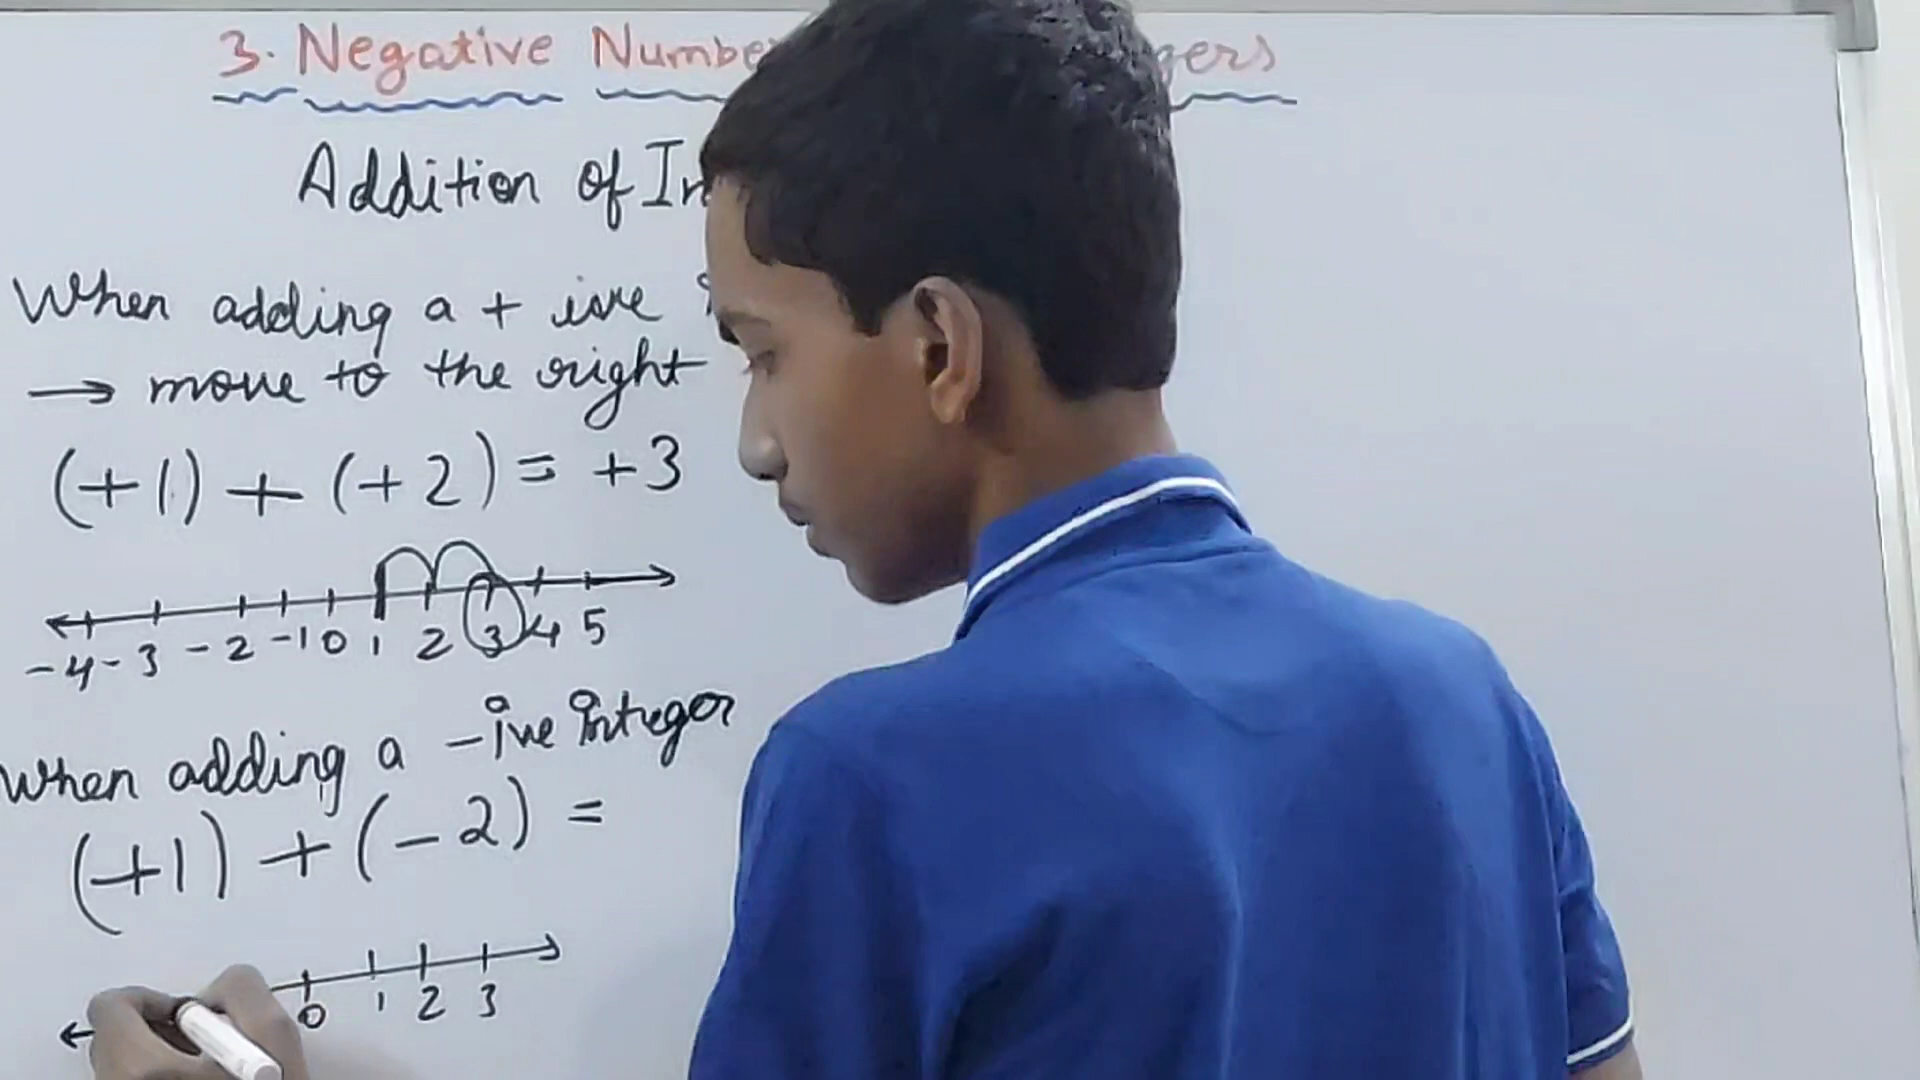 3. Negative Numbe gers
Addition of In
When adding a + ive
→ move to the right
(+1) + (+2) = +3
-4 -3 -2 -1 0 1 2 3 4 5
When adding a -ive integer
(+1) + (-2) =
0 1 2 3